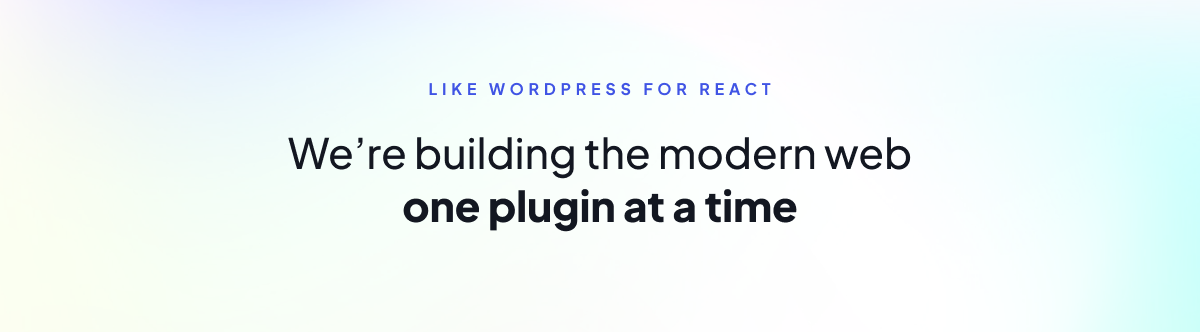 LIKE WORDPRESS FOR REACT
We’re building the modern web
one plugin at a time